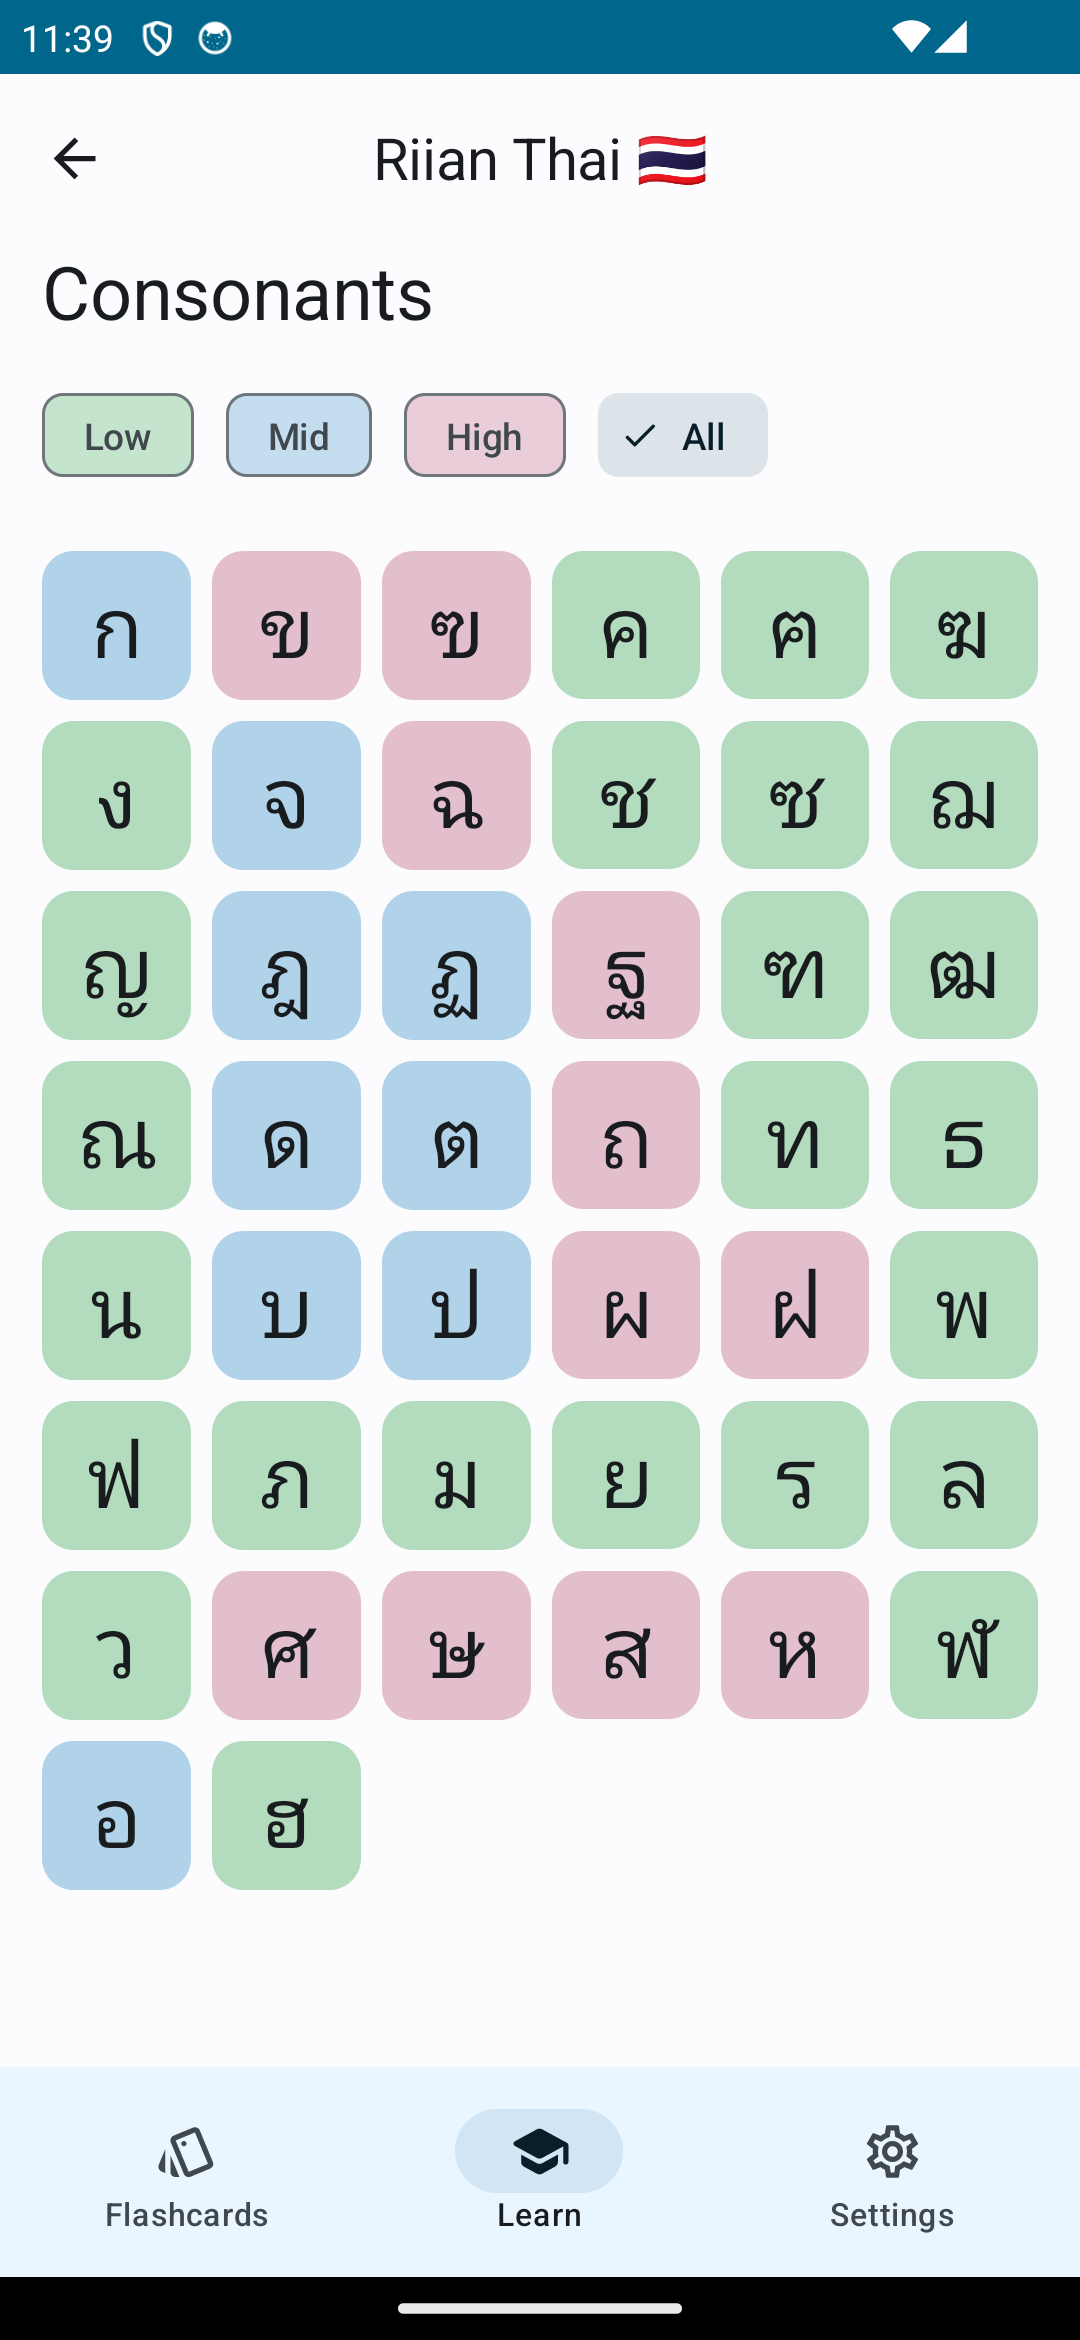 11:39
Riian Thai 🇹🇭
Consonants
Low Mid High All
ก ข ฃ ค ฅ ฆ
ง จ ฉ ช ซ ฌ
ญ ฎ ฏ ฐ ฑ ฒ
ณ ด ต ถ ท ธ
น บ ป ผ ฝ พ
ฟ ภ ม ย ร ล
ว ศ ษ ส ห ฬ
อ ฮ
Flashcards Learn Settings